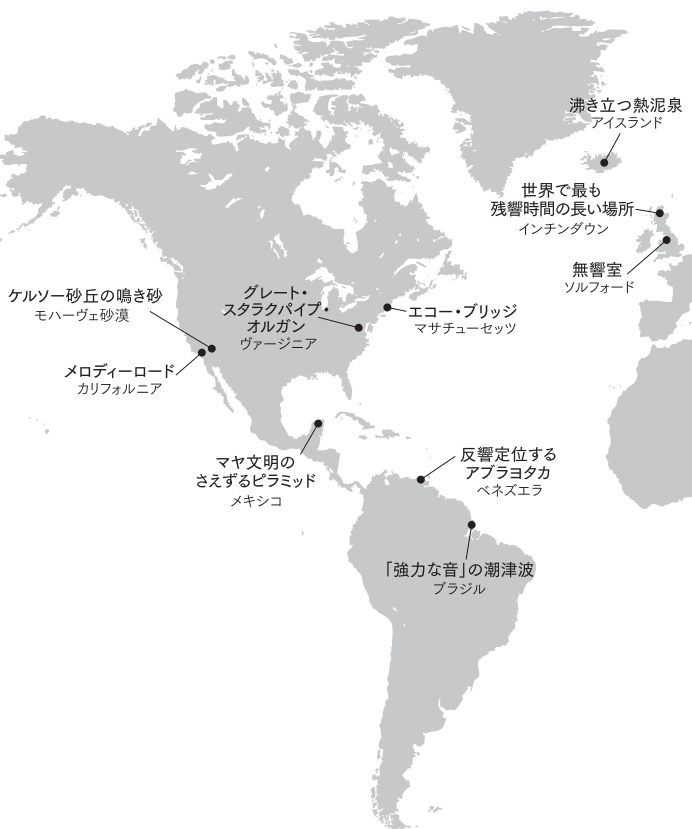 沸き立つ熱泥泉
アイスランド
世界で最も
残響時間の長い場所
インチンダウン
無響室
ソルフォード
ケルソー砂丘の鳴き砂
モハーヴェ砂漠
グレート・
スタラクパイプ・
オルガン
ヴァージニア
エコー・ブリッジ
マサチューセッツ
メロディーロード
カリフォルニア
マヤ文明の
さえずるピラミッド
メキシコ
反響定位する
アブラヨタカ
ベネズエラ
「強力な音」の潮津波
ブラジル